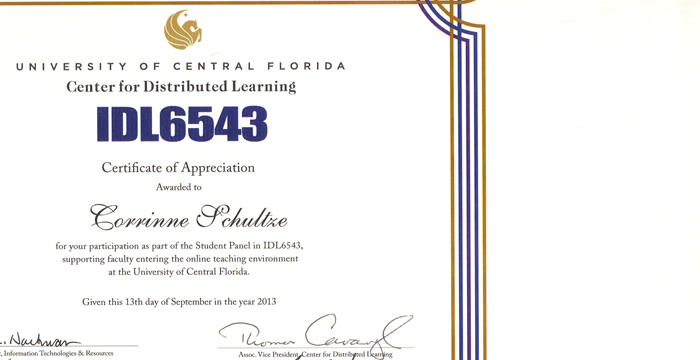 UNIVERSITY OF CENTRAL FLORIDA
Center for Distributed Learning
IDL6543
Certificate of Appreciation
Awarded to
Corrinne Schultze
for your participation as part of the Student Panel in IDL6543,
supporting faculty entering the online teaching environment
at the University of Central Florida.
Given this 13th day of September in the year 2013
Thomas Cavanagh
, Information Technologies & Resources
Assoc. Vice President, Center for Distributed Learning